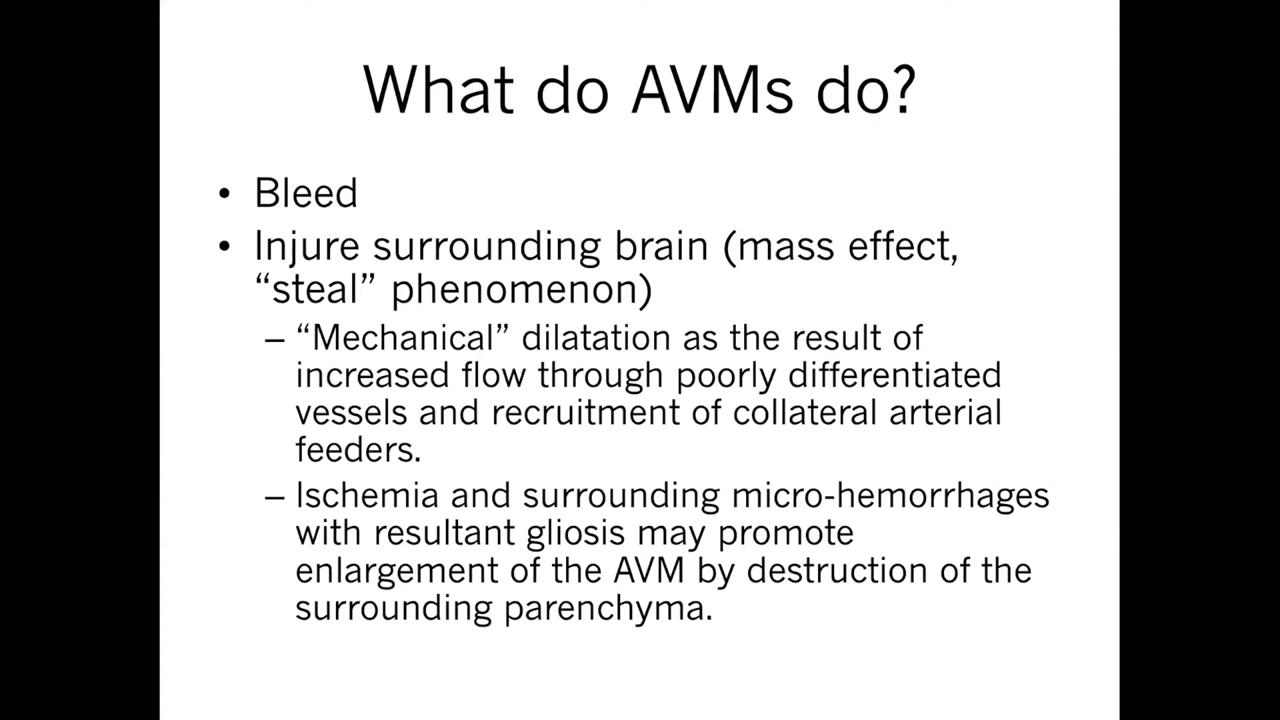 What do AVMs do?
• Bleed
• Injure surrounding brain (mass effect,
“steal” phenomenon)
– “Mechanical” dilatation as the result of
increased flow through poorly differentiated
vessels and recruitment of collateral arterial
feeders.
– Ischemia and surrounding micro-hemorrhages
with resultant gliosis may promote
enlargement of the AVM by destruction of the
surrounding parenchyma.